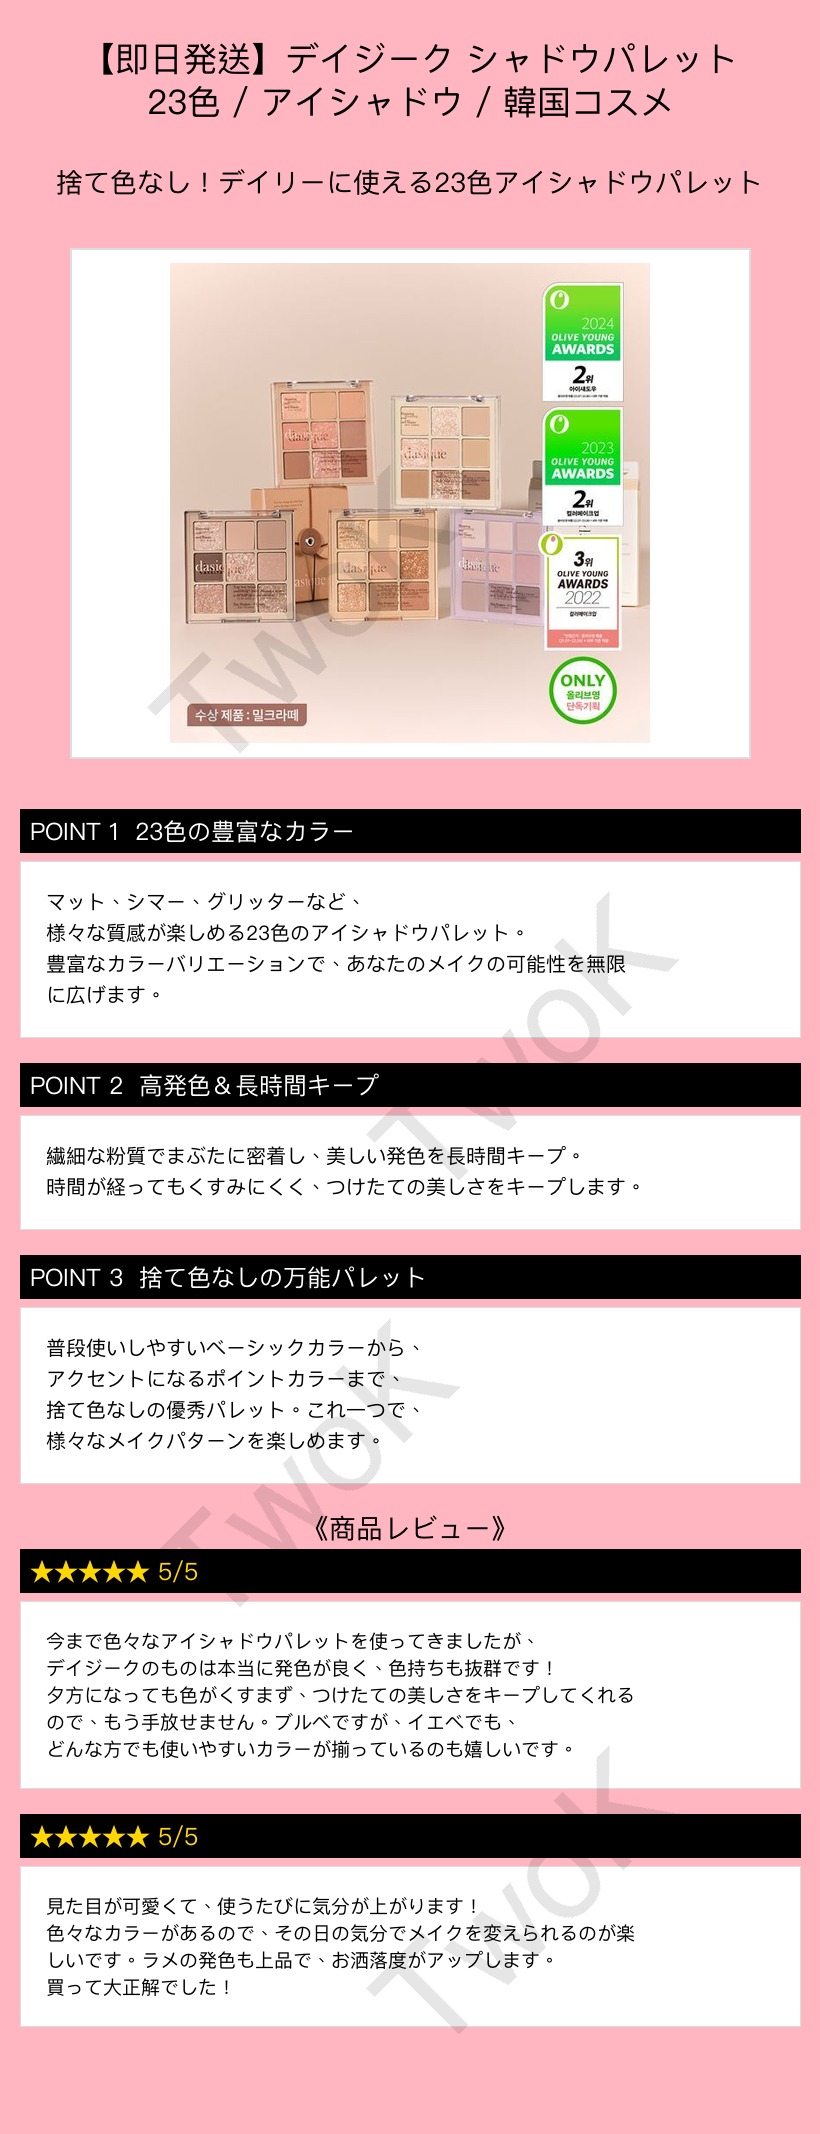 【即日発送】デイジーク シャドウパレット
23色 / アイシャドウ / 韓国コスメ
捨て色なし！デイリーに使える23色アイシャドウパレット
2024
OLIVE YOUNG
AWARDS
2위
아이섀도우
2023
OLIVE YOUNG
AWARDS
2위
컬러메이크업
3위
OLIVE YOUNG
AWARDS
2022
컬러메이크업
ONLY
올리브영
단독기획
dasique
dasique
dasique
dasique
수상 제품 : 밀크라떼
TwoK
POINT 1 23色の豊富なカラー
マット、シマー、グリッターなど、
様々な質感が楽しめる23色のアイシャドウパレット。
豊富なカラーバリエーションで、あなたのメイクの可能性を無限
に広げます。
TwoK
POINT 2 高発色＆長時間キープ
繊細な粉質でまぶたに密着し、美しい発色を長時間キープ。
時間が経ってもくすみにくく、つけたての美しさをキープします。
POINT 3 捨て色なしの万能パレット
普段使いしやすいベーシックカラーから、
アクセントになるポイントカラーまで、
捨て色なしの優秀パレット。これ一つで、
様々なメイクパターンを楽しめます。
TwoK
《商品レビュー》
★★★★★ 5/5
今まで色々なアイシャドウパレットを使ってきましたが、
デイジークのものは本当に発色が良く、色持ちも抜群です！
夕方になっても色がくすまず、つけたての美しさをキープしてくれる
ので、もう手放せません。ブルベですが、イエベでも、
どんな方でも使いやすいカラーが揃っているのも嬉しいです。
★★★★★ 5/5
見た目が可愛くて、使うたびに気分が上がります！
色々なカラーがあるので、その日の気分でメイクを変えられるのが楽
しいです。ラメの発色も上品で、お洒落度がアップします。
買って大正解でした！
TwoK